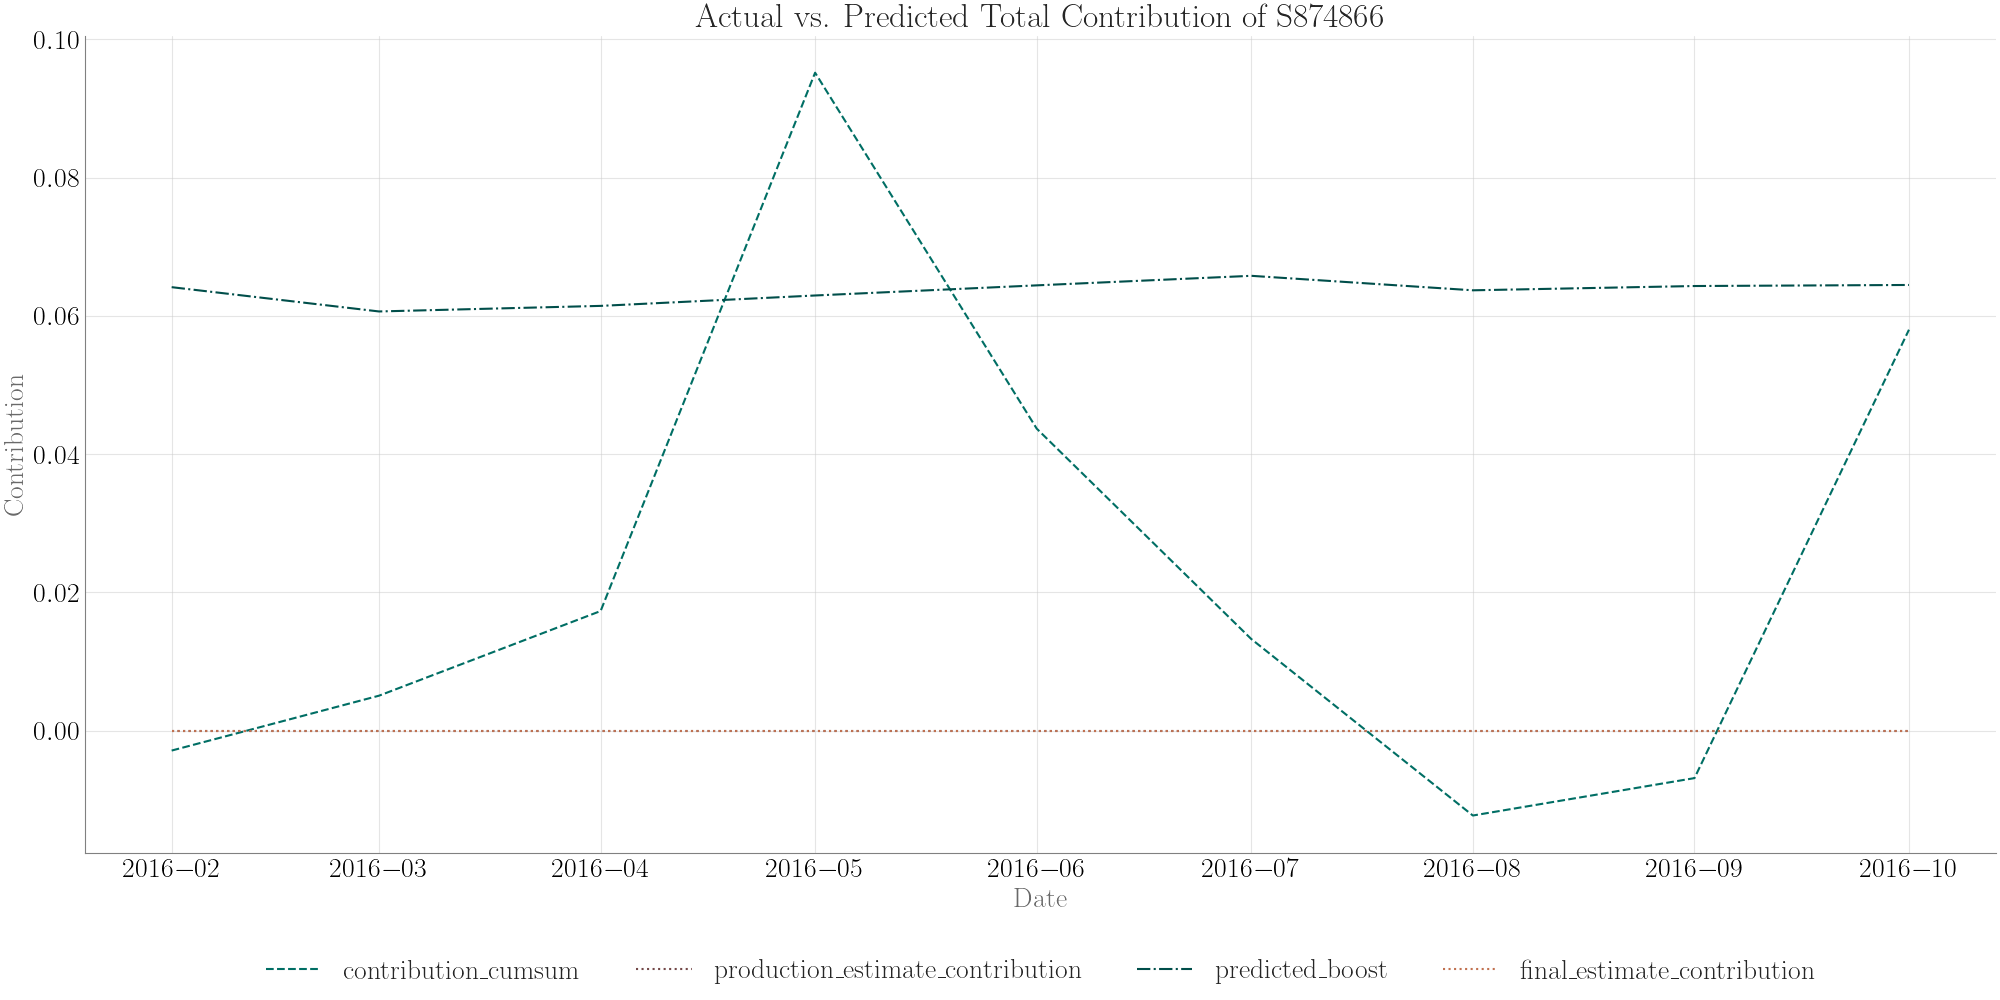 Actual vs. Predicted Total Contribution of S874866
0.10
0.08
0.06
0.04
0.02
0.00
Contribution
2016−02 2016−03 2016−04 2016−05 2016−06 2016−07 2016−08 2016−09 2016−10
Date
contribution_cumsum production_estimate_contribution predicted_boost final_estimate_contribution